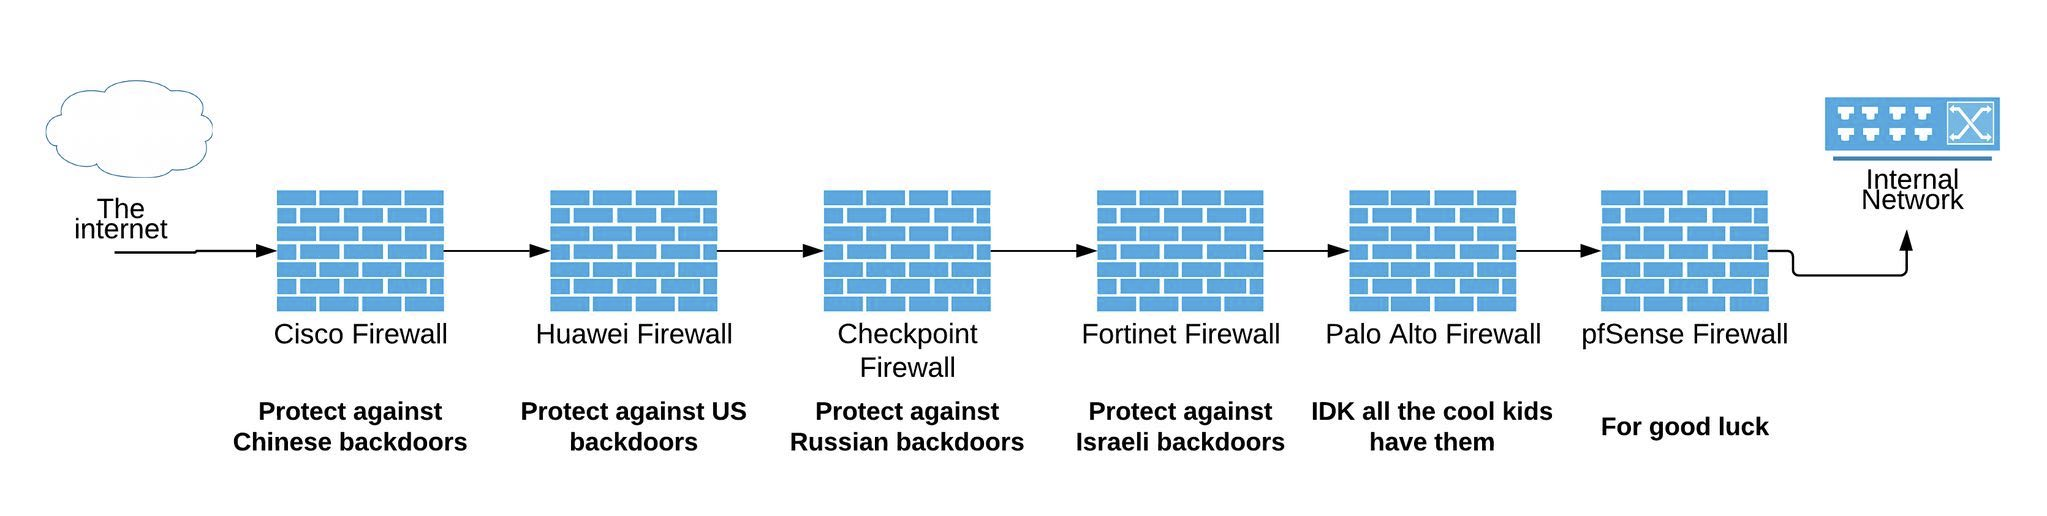 The
internet
Cisco Firewall
Protect against
Chinese backdoors
Huawei Firewall
Protect against US
backdoors
Checkpoint
Firewall
Protect against
Russian backdoors
Fortinet Firewall
Protect against
Israeli backdoors
Palo Alto Firewall
IDK all the cool kids
have them
pfSense Firewall
For good luck
Internal
Network